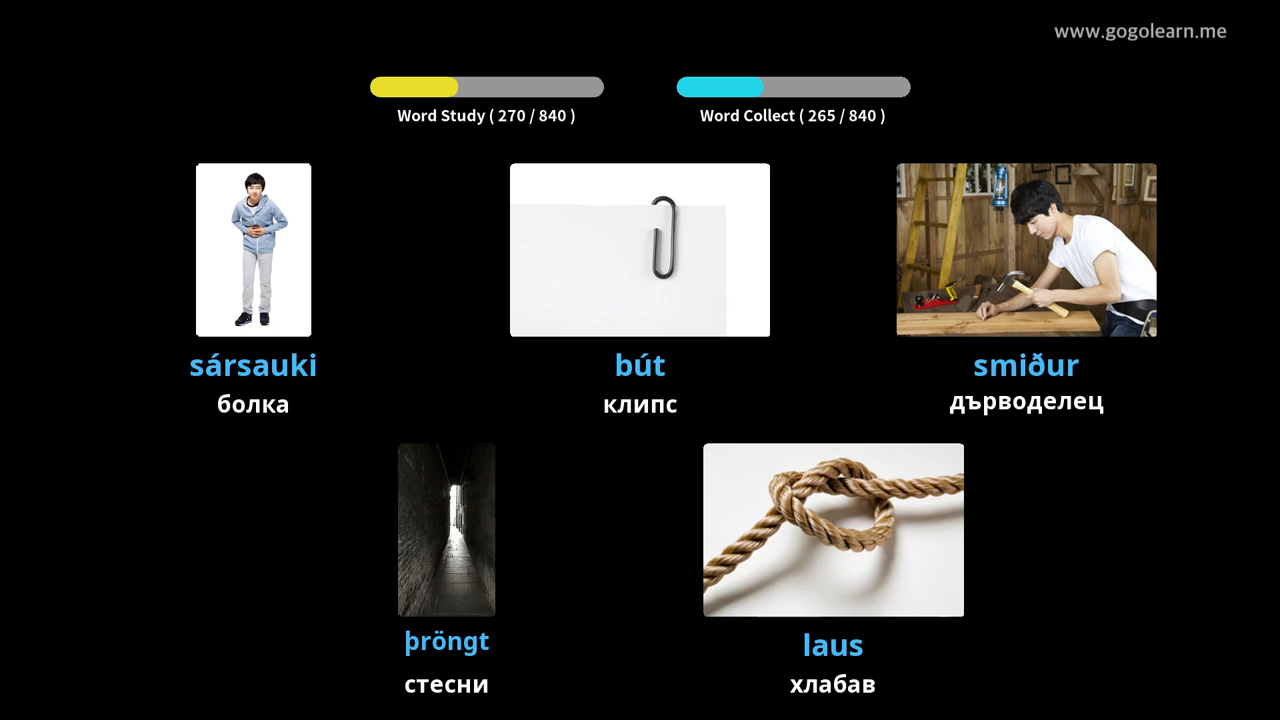 www.gogolearn.me
Word Study ( 270 / 840 )
Word Collect ( 265 / 840 )
sársauki
болка
bút
клипс
smiður
дърводелец
þröngt
стесни
laus
хлабав